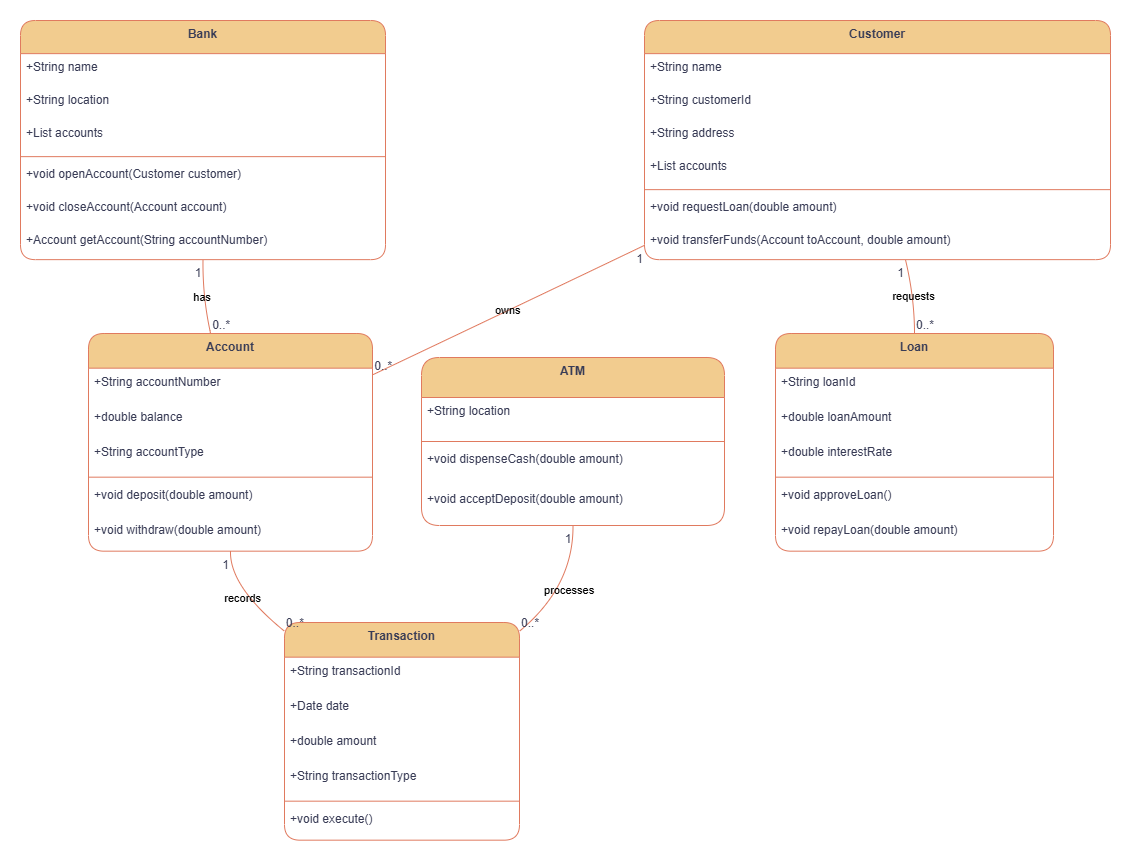 Bank
+String name
+String location
+List accounts
+void openAccount(Customer customer)
+void closeAccount(Account account)
+Account getAccount(String accountNumber)
Customer
+String name
+String customerId
+String address
+List accounts
+void requestLoan(double amount)
+void transferFunds(Account toAccount, double amount)
1
has
0..*
1
owns
0..*
1
requests
0..*
Account
+String accountNumber
+double balance
+String accountType
+void deposit(double amount)
+void withdraw(double amount)
ATM
+String location
+void dispenseCash(double amount)
+void acceptDeposit(double amount)
Loan
+String loanId
+double loanAmount
+double interestRate
+void approveLoan()
+void repayLoan(double amount)
1
records
0..*
1
processes
0..*
Transaction
+String transactionId
+Date date
+double amount
+String transactionType
+void execute()